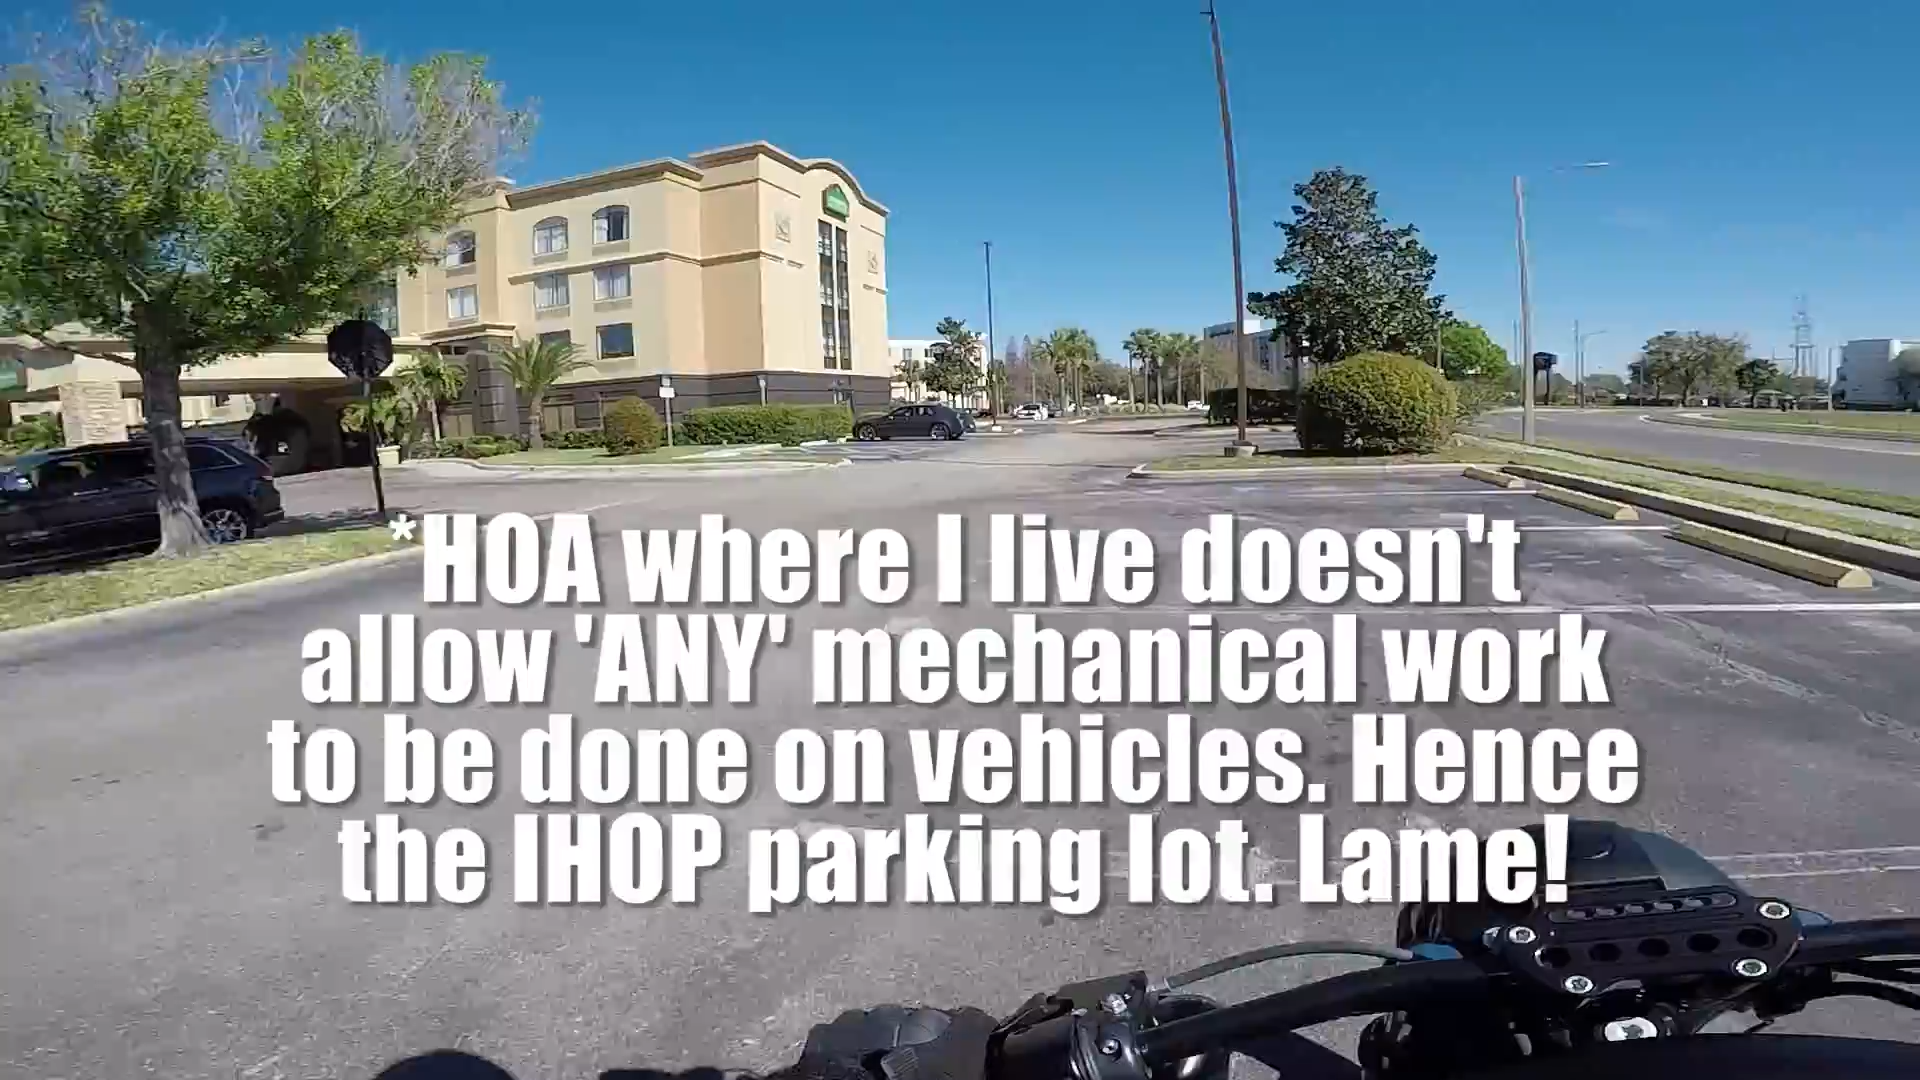 *HOA where I live doesn't
allow 'ANY' mechanical work
to be done on vehicles. Hence
the IHOP parking lot. Lame!